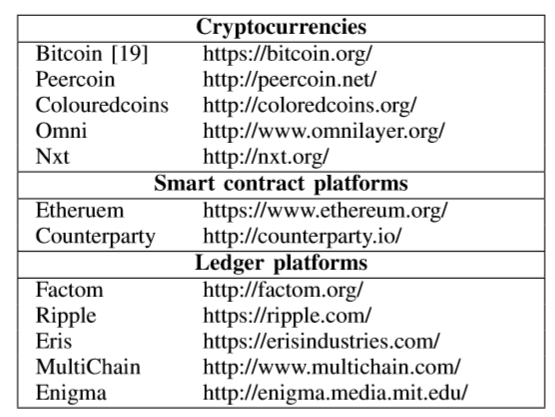 Cryptocurrencies
Bitcoin [19] https://bitcoin.org/
Peercoin http://peercoin.net/
Colouredcoins http://coloredcoins.org/
Omni http://www.omnilayer.org/
Nxt http://nxt.org/
Smart contract platforms
Etheruem https://www.ethereum.org/
Counterparty http://counterparty.io/
Ledger platforms
Factom http://factom.org/
Ripple https://ripple.com/
Eris https://erisindustries.com/
MultiChain http://www.multichain.com/
Enigma http://enigma.media.mit.edu/